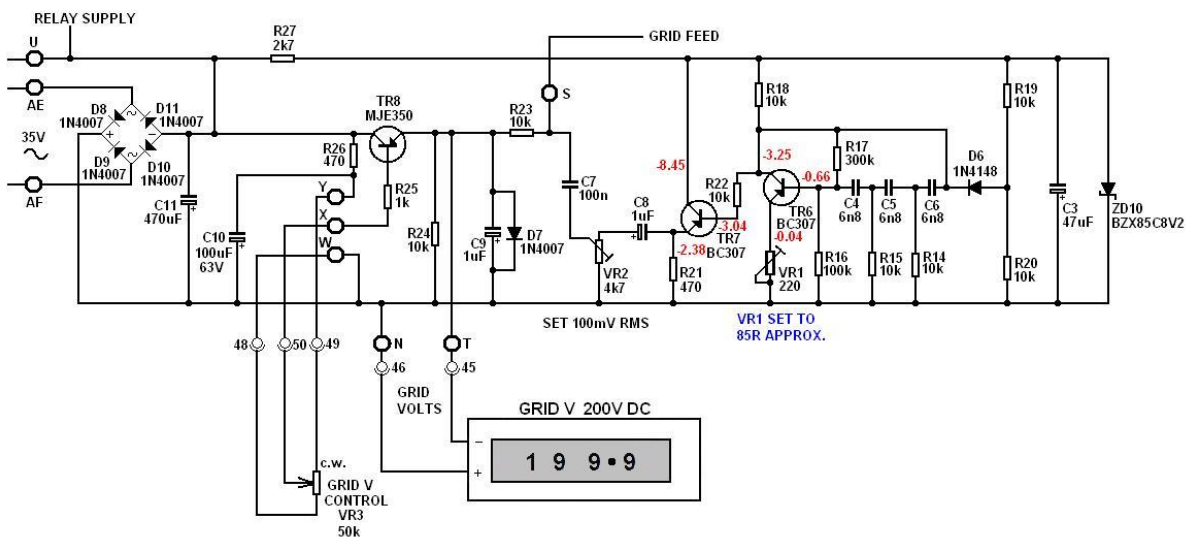 RELAY SUPPLY
U
R27
2k7
GRID FEED
AE
D8
1N4007
D11
1N4007
35V
D9
1N4007
D10
1N4007
AF
+
−
C11
470uF
+
C10
100uF
63V
+
R26
470
TR8
MJE350
R25
1k
Y
X
W
R24
10k
C9
1uF
+
D7
1N4007
R23
10k
S
C7
100n
C8
1uF
+
VR2
4k7
SET 100mV RMS
-8.45
R22
10k
-3.04
TR7
BC307
-2.38
R21
470
R18
10k
-3.25
-0.66
TR6
BC307
-0.04
VR1
220
VR1 SET TO
85R APPROX.
R17
300k
C4
6n8
C5
6n8
C6
6n8
D6
1N4148
R16
100k
R15
10k
R14
10k
R19
10k
R20
10k
C3
47uF
+
ZD10
BZX85C8V2
48
50
49
N
46
T
45
GRID
VOLTS
GRID V 200V DC
−
+
1 9 9•9
c.w.
GRID V
CONTROL
VR3
50k